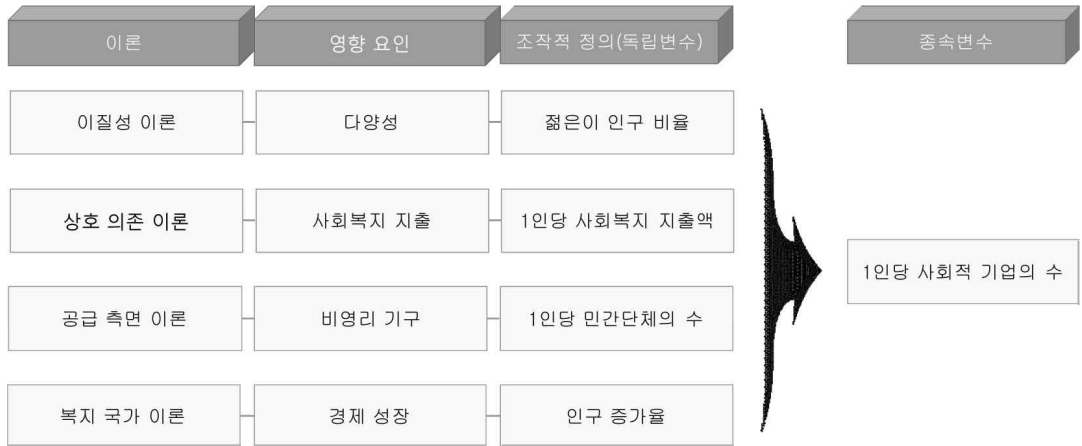 이론 영향 요인 조작적 정의(독립변수) 종속변수
이질성 이론 다양성 젊은이 인구 비율
상호 의존 이론 사회복지 지출 1인당 사회복지 지출액
1인당 사회적 기업의 수
공급 측면 이론 비영리 기구 1인당 민간단체의 수
복지 국가 이론 경제 성장 인구 증가율